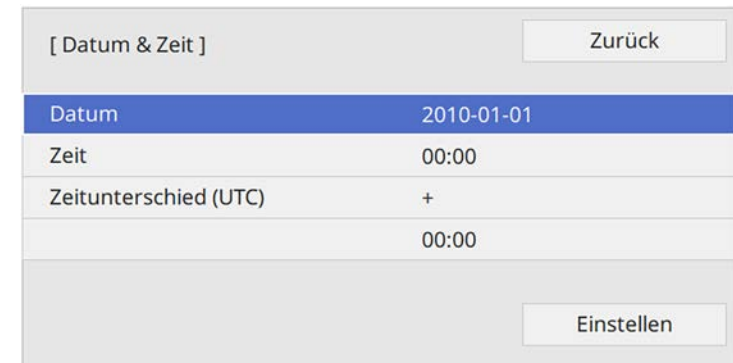 [ Datum & Zeit ] Zurück
Datum 2010-01-01
Zeit 00:00
Zeitunterschied (UTC) +
00:00
Einstellen